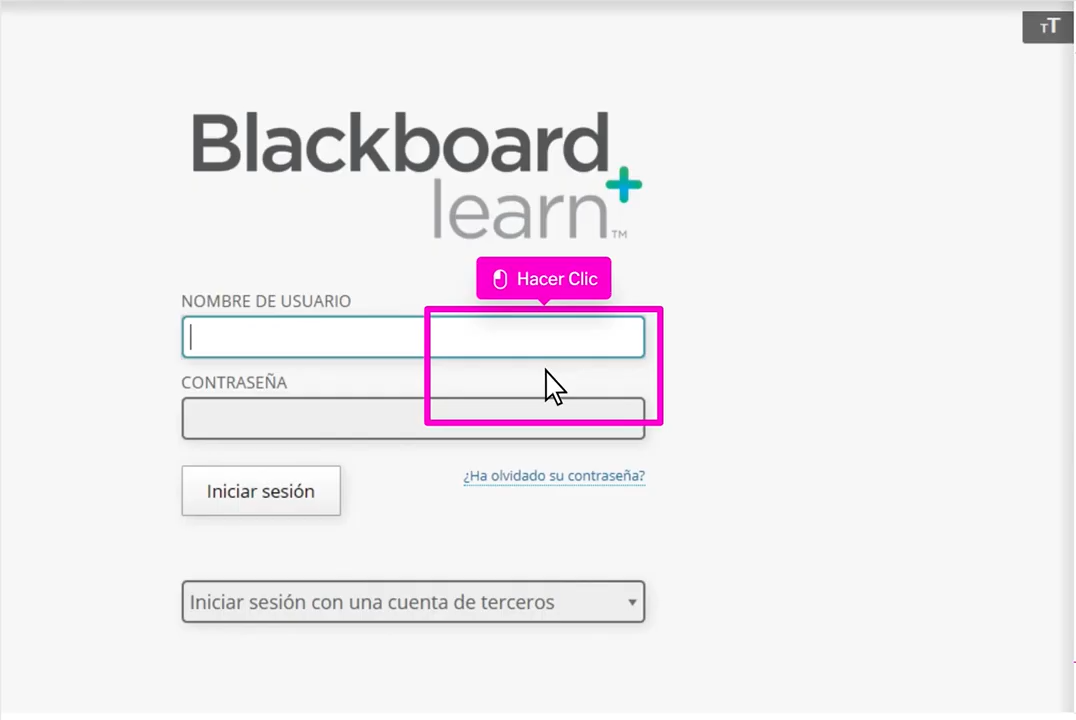 TT
Blackboard
learn+™
Hacer Clic
NOMBRE DE USUARIO
CONTRASEÑA
¿Ha olvidado su contraseña?
Iniciar sesión
Iniciar sesión con una cuenta de terceros